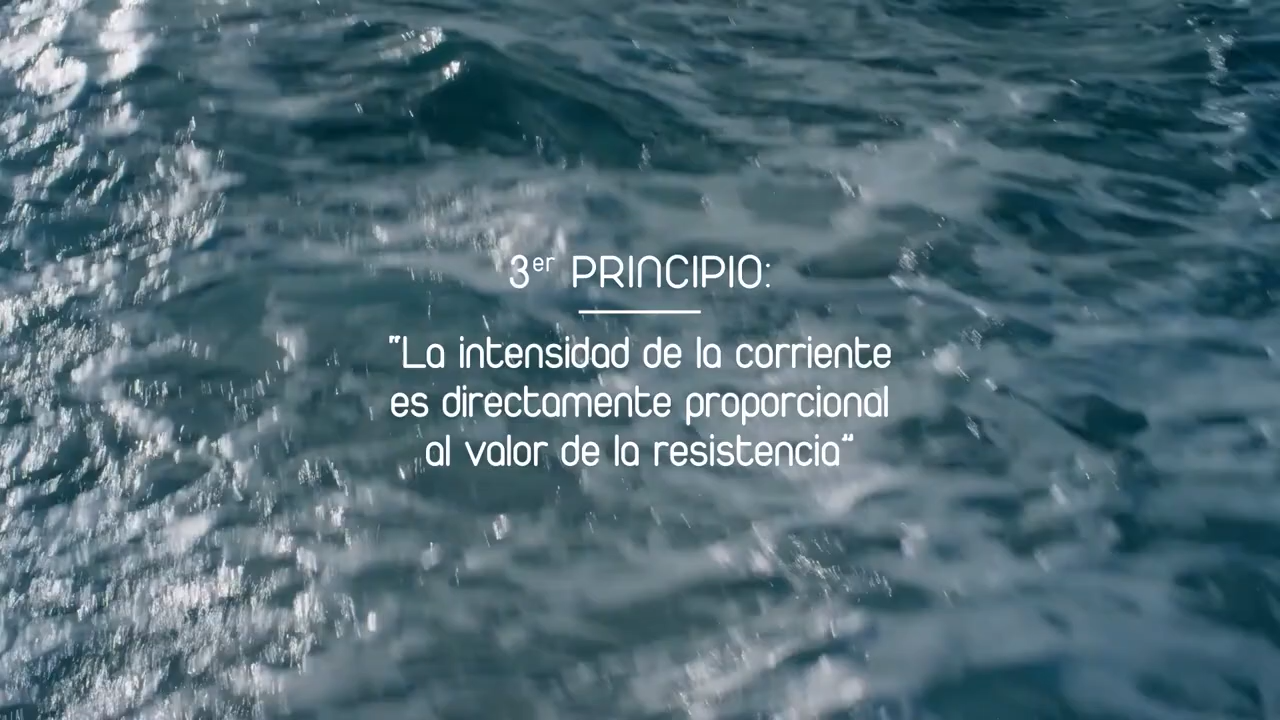 3er PRINCIPIO:
"La intensidad de la corriente
es directamente proporcional
al valor de la resistencia"